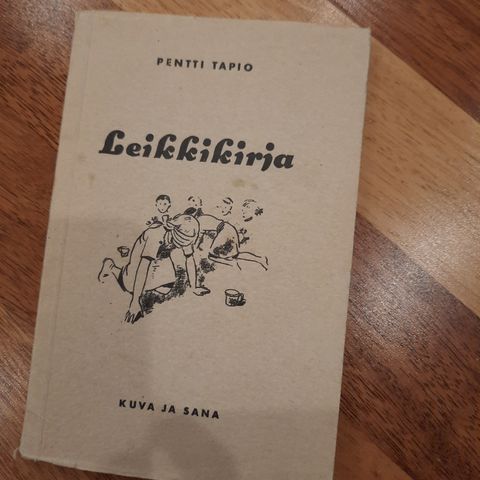 PENTTI TAPIO
Leikkikirja
KUVA JA SANA